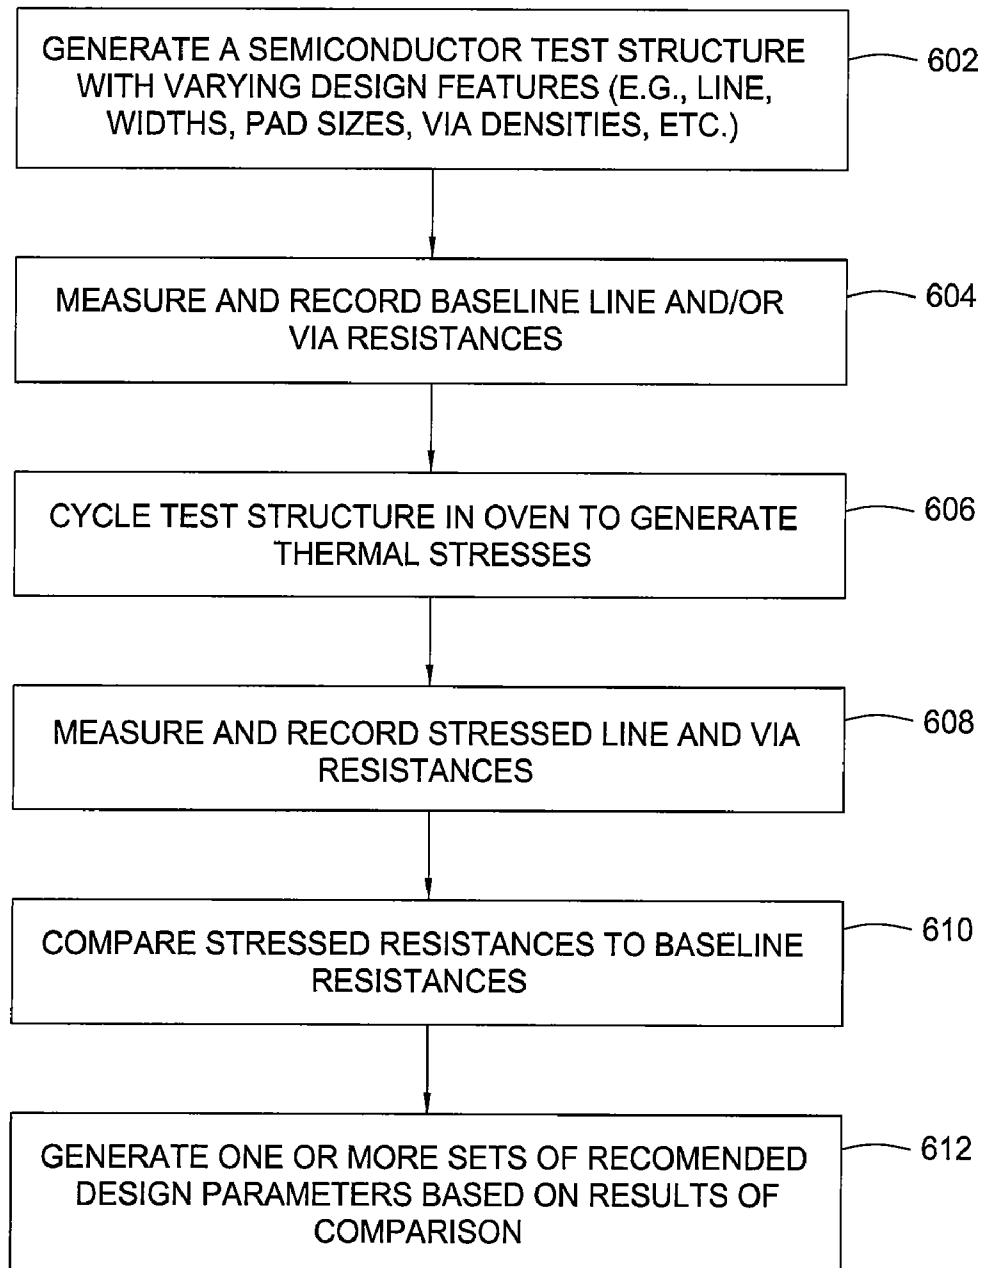 GENERATE A SEMICONDUCTOR TEST STRUCTURE
WITH VARYING DESIGN FEATURES (E.G., LINE,
WIDTHS, PAD SIZES, VIA DENSITIES, ETC.)
602
MEASURE AND RECORD BASELINE LINE AND/OR
VIA RESISTANCES
604
CYCLE TEST STRUCTURE IN OVEN TO GENERATE
THERMAL STRESSES
606
MEASURE AND RECORD STRESSED LINE AND VIA
RESISTANCES
608
COMPARE STRESSED RESISTANCES TO BASELINE
RESISTANCES
610
GENERATE ONE OR MORE SETS OF RECOMENDED
DESIGN PARAMETERS BASED ON RESULTS OF
COMPARISON
612